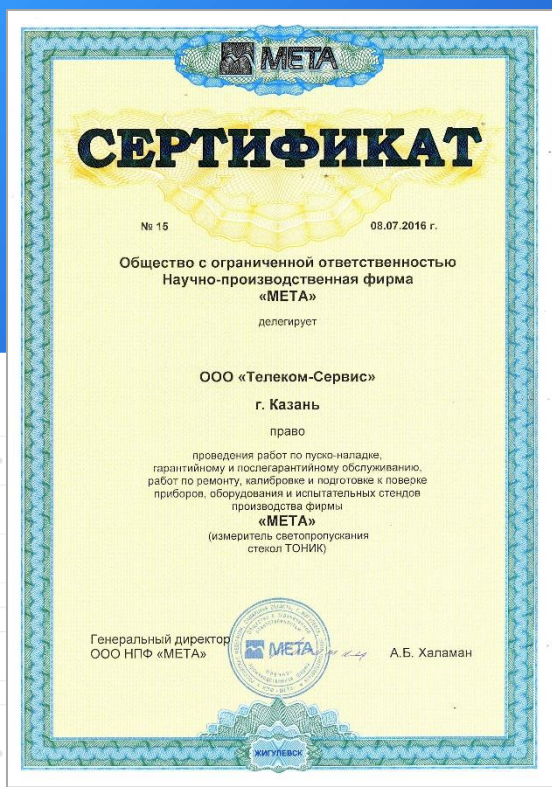 МЕТА
СЕРТИФИКАТ
№ 15 08.07.2016 г.
Общество с ограниченной ответственностью
Научно-производственная фирма
«МЕТА»
делегирует
ООО «Телеком-Сервис»
г. Казань
право
проведения работ по пуско-наладке,
гарантийному и послегарантийному обслуживанию,
работ по ремонту, калибровке и подготовке к поверке
приборов, оборудования и испытательных стендов
производства фирмы
«МЕТА»
(измеритель светопропускания
стекол ТОНИК)
Генеральный директор
ООО НПФ «МЕТА»
МЕТА
А.Б. Халаман
ЖИГУЛЕВСК